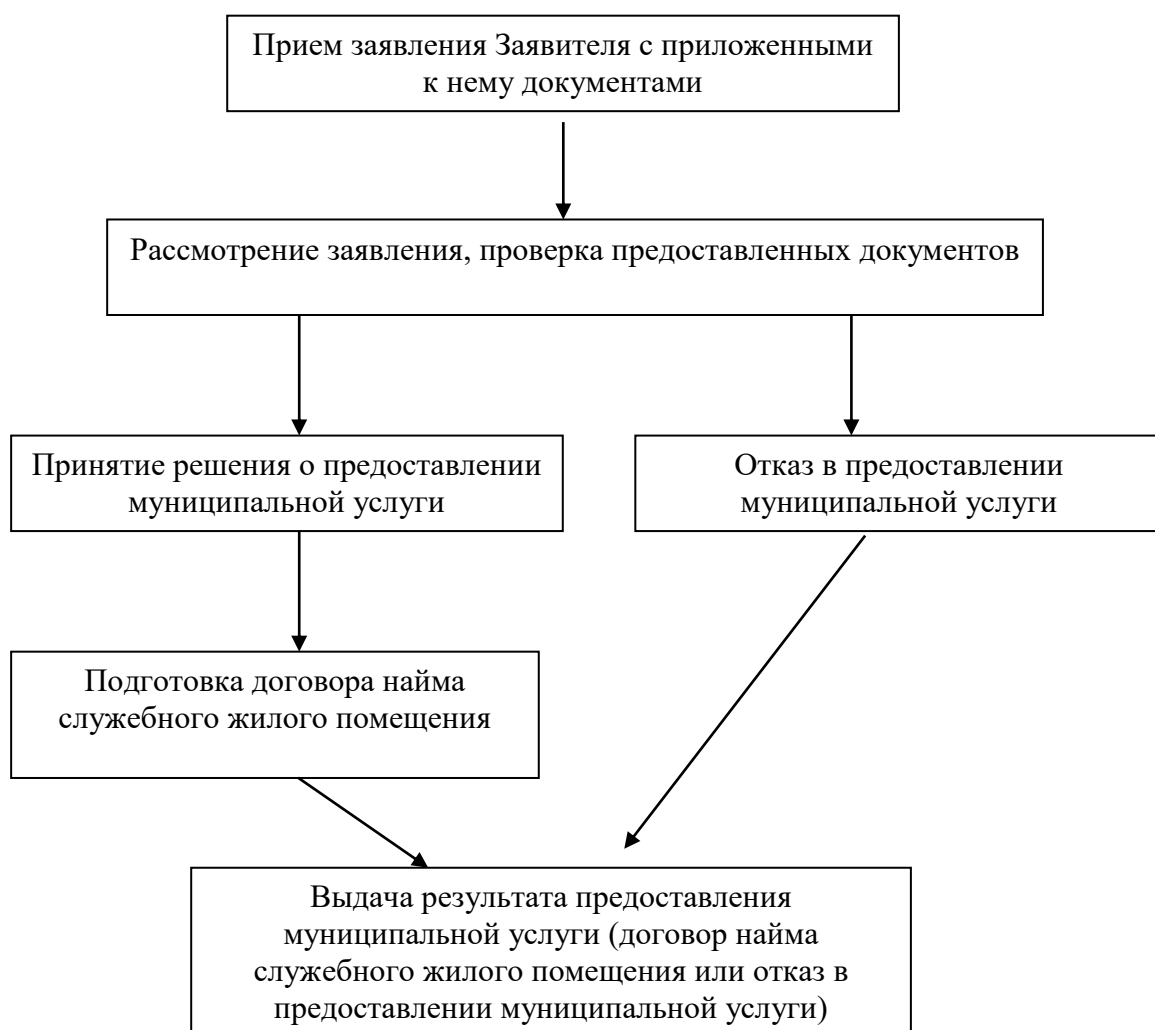 Прием заявления Заявителя с приложенными
к нему документами
Рассмотрение заявления, проверка предоставленных документов
Принятие решения о предоставлении
муниципальной услуги
Отказ в предоставлении
муниципальной услуги
Подготовка договора найма
служебного жилого помещения
Выдача результата предоставления
муниципальной услуги (договор найма
служебного жилого помещения или отказ в
предоставлении муниципальной услуги)